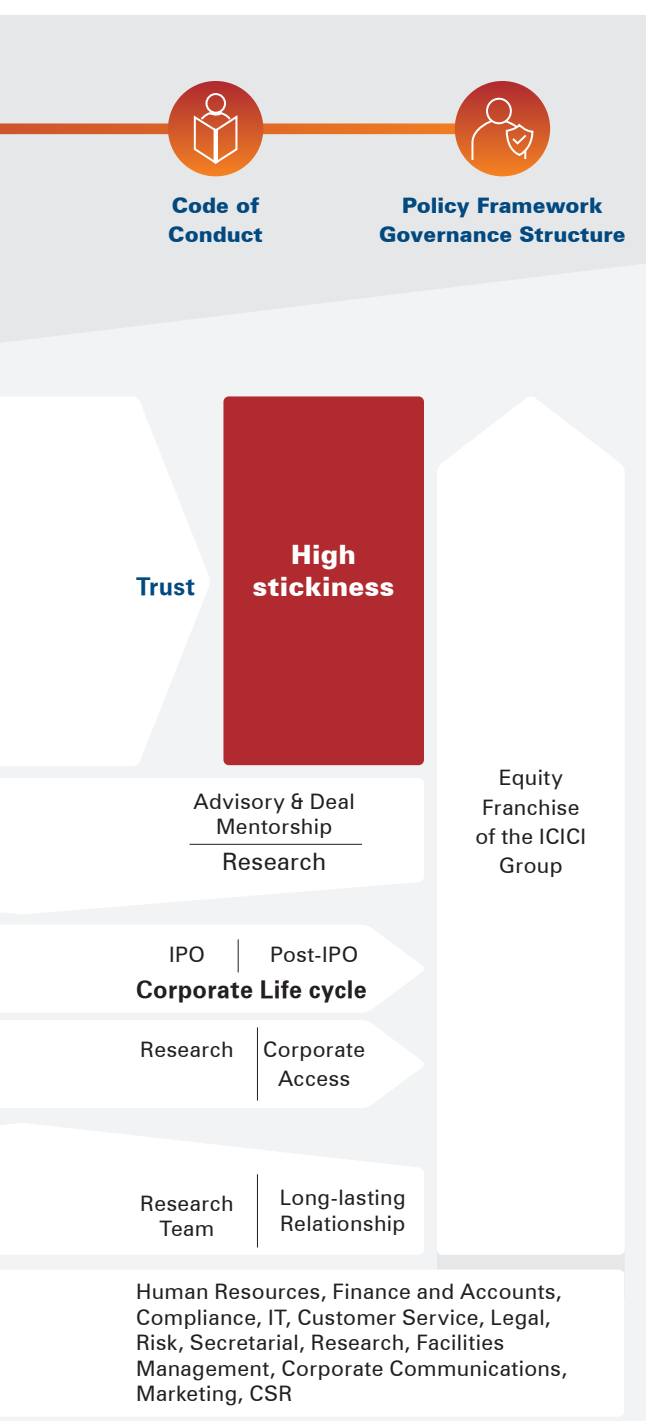 Code of
Conduct
Policy Framework
Governance Structure
Trust
High
stickiness
Equity
Franchise
of the ICICI
Group
Advisory & Deal
Mentorship
Research
IPO
Post-IPO
Corporate Life cycle
Research
Corporate
Access
Research
Team
Long-lasting
Relationship
Human Resources, Finance and Accounts,
Compliance, IT, Customer Service, Legal,
Risk, Secretarial, Research, Facilities
Management, Corporate Communications,
Marketing, CSR